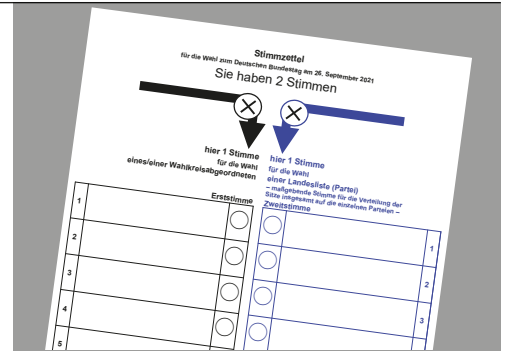 Stimmzettel
für die Wahl zum Deutschen Bundestag am 26. September 2021
Sie haben 2 Stimmen
hier 1 Stimme
für die Wahl
eines/einer Wahlkreisabgeordneten
Erststimme
hier 1 Stimme
für die Wahl
einer Landesliste (Partei)
– maßgebende Stimme für die Verteilung der
Sitze insgesamt auf die einzelnen Parteien –
Zweitstimme
1
2
3
4
5
1
2
3